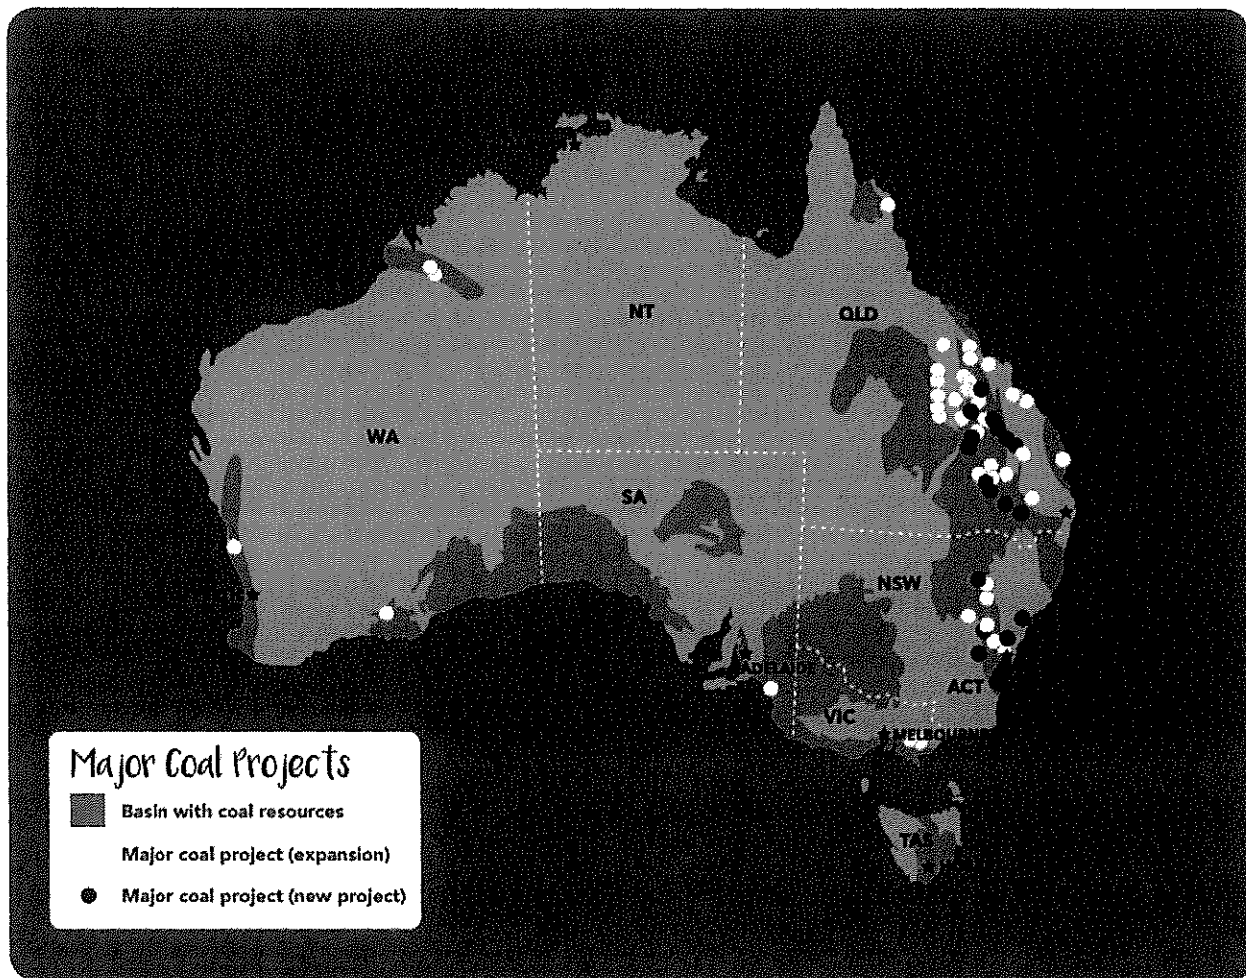 NT
QLD
WA
SA
NSW
ADELAIDE
ACT
VIC
MELBOURNE
TAS
Major Coal Projects
Basin with coal resources
Major coal project (expansion)
Major coal project (new project)